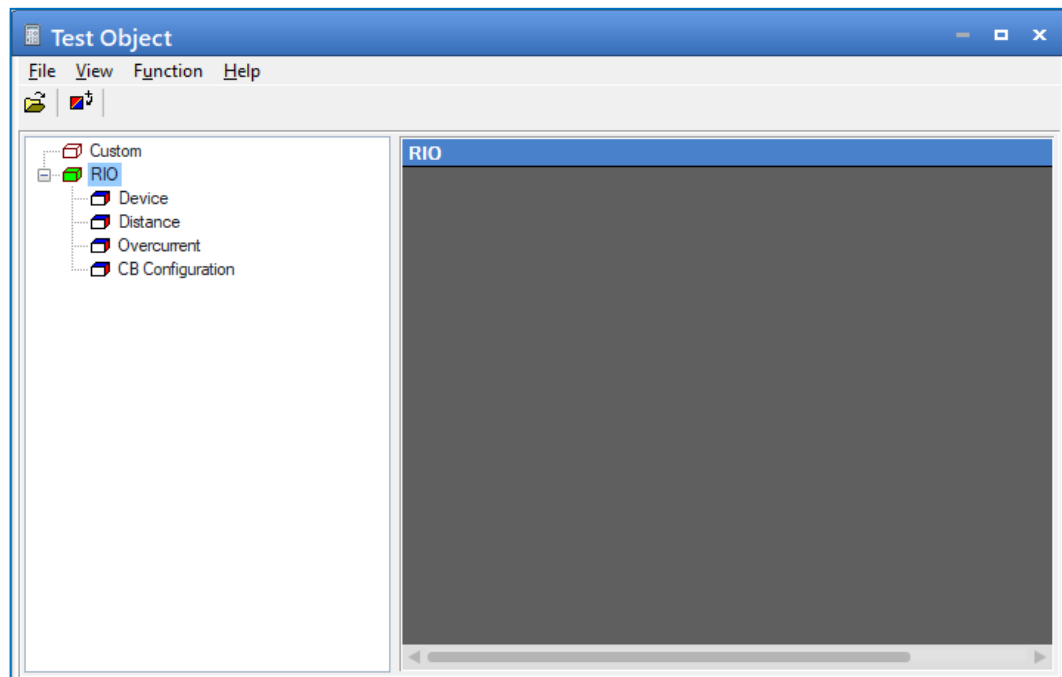 Test Object
File View Function Help
Custom
RIO
Device
Distance
Overcurrent
CB Configuration
RIO